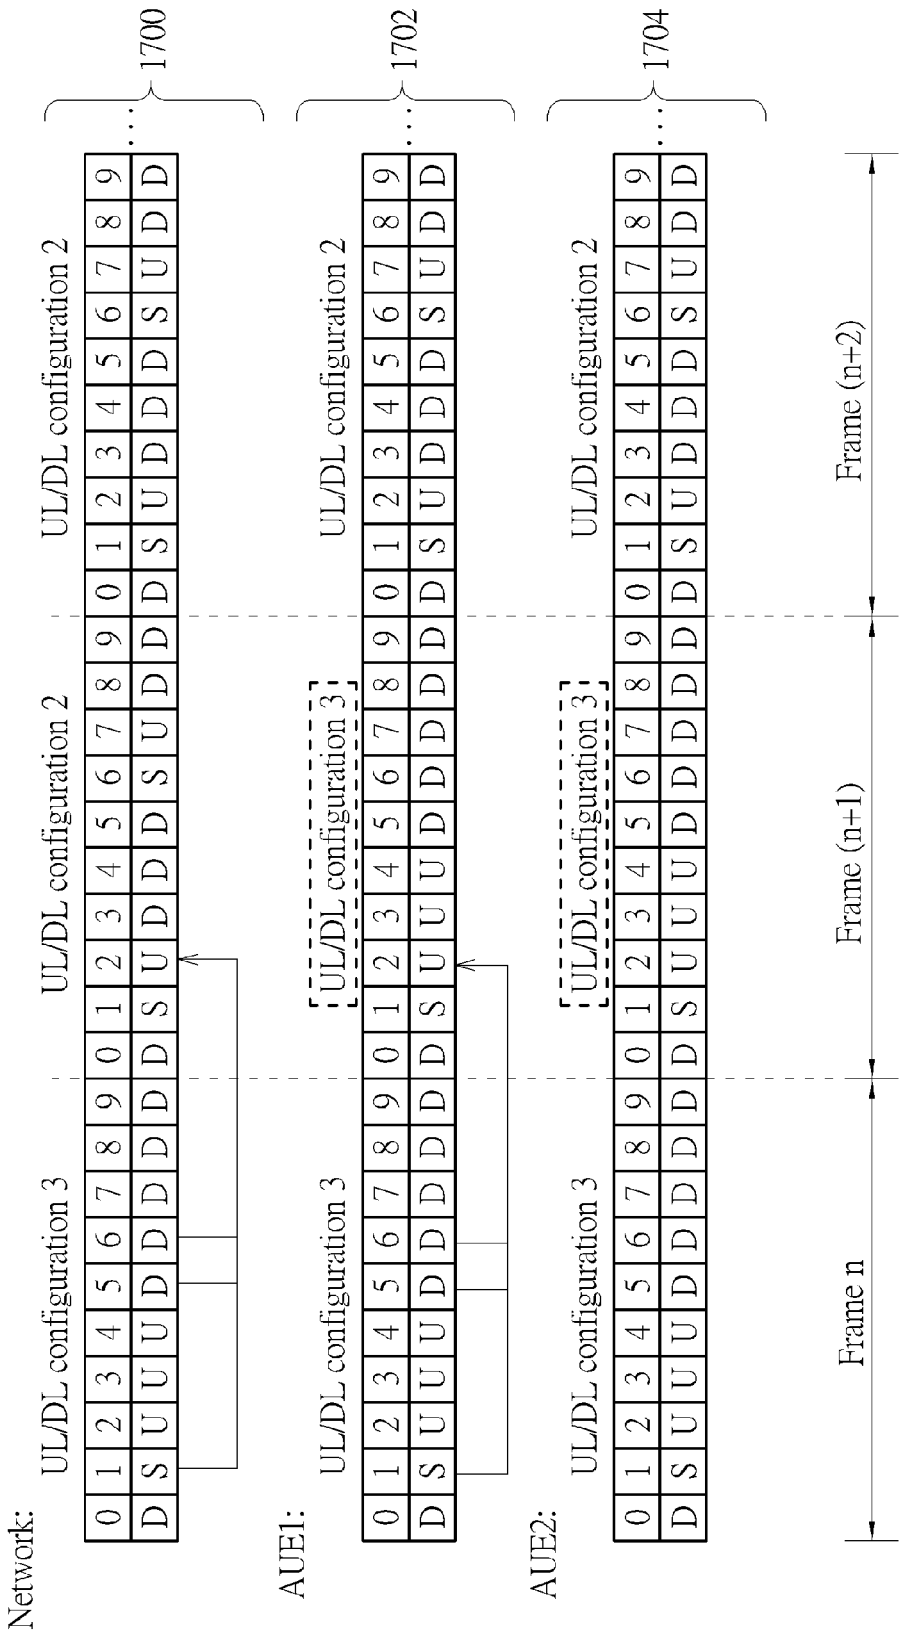 Network:
UL/DL configuration 3 UL/DL configuration 2 UL/DL configuration 2
0 1 2 3 4 5 6 7 8 9 0 1 2 3 4 5 6 7 8 9 0 1 2 3 4 5 6 7 8 9
D S U U U D D D D D D S U D D D S U D D D S U D D D S U D D
... 1700
AUE1:
UL/DL configuration 3 UL/DL configuration 3 UL/DL configuration 2
0 1 2 3 4 5 6 7 8 9 0 1 2 3 4 5 6 7 8 9 0 1 2 3 4 5 6 7 8 9
D S U U U D D D D D D S U U U D D D D D D S U D D D S U D D
... 1702
AUE2:
UL/DL configuration 3 UL/DL configuration 3 UL/DL configuration 2
0 1 2 3 4 5 6 7 8 9 0 1 2 3 4 5 6 7 8 9 0 1 2 3 4 5 6 7 8 9
D S U U U D D D D D D S U U U D D D D D D S U D D D S U D D
... 1704
Frame n Frame (n+1) Frame (n+2)